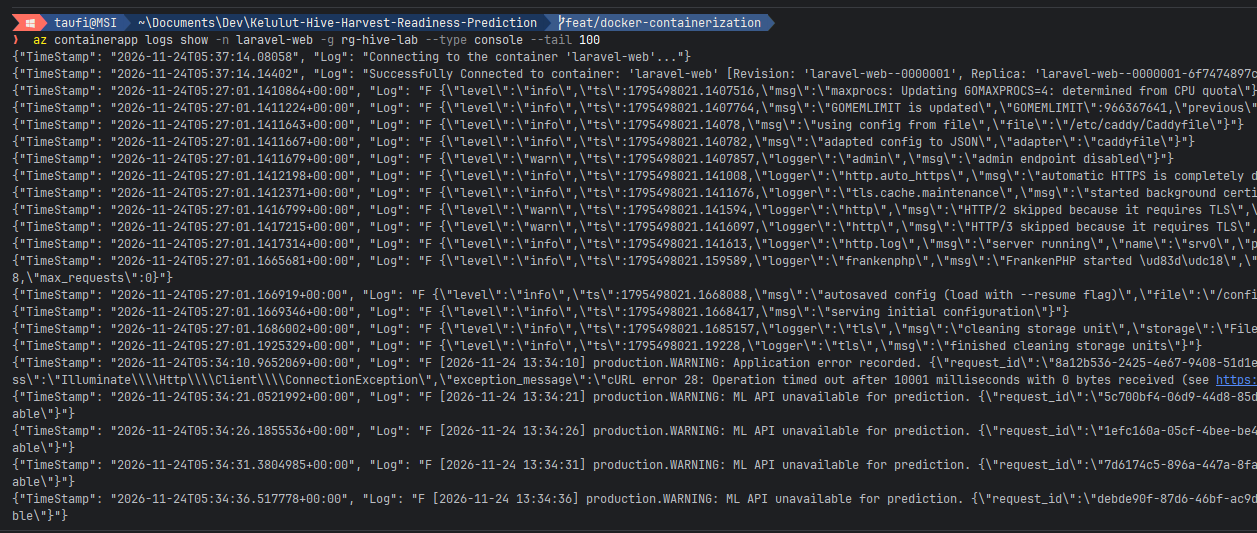 taufi@MSI ~\Documents\Dev\Kelulut-Hive-Harvest-Readiness-Prediction feat/docker-containerization
❯ az containerapp logs show -n laravel-web -g rg-hive-lab --type console --tail 100
{"TimeStamp": "2026-11-24T05:37:14.08058", "Log": "Connecting to the container 'laravel-web'..."}
{"TimeStamp": "2026-11-24T05:37:14.14402", "Log": "Successfully Connected to container: 'laravel-web' [Revision: 'laravel-web--0000001', Replica: 'laravel-web--0000001-6f7474897c
{"TimeStamp": "2026-11-24T05:27:01.1410864+00:00", "Log": "F {\"level\":\"info\",\"ts\":1795498021.1407516,\"msg\":\"maxprocs: Updating GOMAXPROCS=4: determined from CPU quota\"}
{"TimeStamp": "2026-11-24T05:27:01.1411224+00:00", "Log": "F {\"level\":\"info\",\"ts\":1795498021.1407764,\"msg\":\"GOMEMLIMIT is updated\",\"GOMEMLIMIT\":966367641,\"previous\"
{"TimeStamp": "2026-11-24T05:27:01.1411643+00:00", "Log": "F {\"level\":\"info\",\"ts\":1795498021.14078,\"msg\":\"using config from file\",\"file\":\"/etc/caddy/Caddyfile\"}"}
{"TimeStamp": "2026-11-24T05:27:01.1411667+00:00", "Log": "F {\"level\":\"info\",\"ts\":1795498021.140782,\"msg\":\"adapted config to JSON\",\"adapter\":\"caddyfile\"}"}
{"TimeStamp": "2026-11-24T05:27:01.1411679+00:00", "Log": "F {\"level\":\"warn\",\"ts\":1795498021.1407857,\"logger\":\"admin\",\"msg\":\"admin endpoint disabled\"}"}
{"TimeStamp": "2026-11-24T05:27:01.1412198+00:00", "Log": "F {\"level\":\"info\",\"ts\":1795498021.141008,\"logger\":\"http.auto_https\",\"msg\":\"automatic HTTPS is completely d
{"TimeStamp": "2026-11-24T05:27:01.1412371+00:00", "Log": "F {\"level\":\"info\",\"ts\":1795498021.1411676,\"logger\":\"tls.cache.maintenance\",\"msg\":\"started background certi
{"TimeStamp": "2026-11-24T05:27:01.1416799+00:00", "Log": "F {\"level\":\"warn\",\"ts\":1795498021.141594,\"logger\":\"http\",\"msg\":\"HTTP/2 skipped because it requires TLS\",\
{"TimeStamp": "2026-11-24T05:27:01.1417215+00:00", "Log": "F {\"level\":\"warn\",\"ts\":1795498021.1416097,\"logger\":\"http\",\"msg\":\"HTTP/3 skipped because it requires TLS\",
{"TimeStamp": "2026-11-24T05:27:01.1417314+00:00", "Log": "F {\"level\":\"info\",\"ts\":1795498021.141613,\"logger\":\"http.log\",\"msg\":\"server running\",\"name\":\"srv0\",\"p
{"TimeStamp": "2026-11-24T05:27:01.1665681+00:00", "Log": "F {\"level\":\"info\",\"ts\":1795498021.159589,\"logger\":\"frankenphp\",\"msg\":\"FrankenPHP started \ud83d\udc18\",\"
8,\"max_requests\":0}"}
{"TimeStamp": "2026-11-24T05:27:01.166919+00:00", "Log": "F {\"level\":\"info\",\"ts\":1795498021.1668088,\"msg\":\"autosaved config (load with --resume flag)\",\"file\":\"/confi
{"TimeStamp": "2026-11-24T05:27:01.1669346+00:00", "Log": "F {\"level\":\"info\",\"ts\":1795498021.1668417,\"msg\":\"serving initial configuration\"}"}
{"TimeStamp": "2026-11-24T05:27:01.1686002+00:00", "Log": "F {\"level\":\"info\",\"ts\":1795498021.1685157,\"logger\":\"tls\",\"msg\":\"cleaning storage unit\",\"storage\":\"File
{"TimeStamp": "2026-11-24T05:27:01.1925329+00:00", "Log": "F {\"level\":\"info\",\"ts\":1795498021.19228,\"logger\":\"tls\",\"msg\":\"finished cleaning storage units\"}"}
{"TimeStamp": "2026-11-24T05:34:10.9652069+00:00", "Log": "F [2026-11-24 13:34:10] production.WARNING: Application error recorded. {\"request_id\":\"8a12b536-2425-4e67-9408-51d1e
ss\":\"Illuminate\\\\Http\\\\Client\\\\ConnectionException\",\"exception_message\":\"cURL error 28: Operation timed out after 10001 milliseconds with 0 bytes received (see https:
{"TimeStamp": "2026-11-24T05:34:21.0521992+00:00", "Log": "F [2026-11-24 13:34:21] production.WARNING: ML API unavailable for prediction. {\"request_id\":\"5c700bf4-06d9-44d8-85d
able\"}"}
{"TimeStamp": "2026-11-24T05:34:26.1855536+00:00", "Log": "F [2026-11-24 13:34:26] production.WARNING: ML API unavailable for prediction. {\"request_id\":\"1efc160a-05cf-4bee-be4
able\"}"}
{"TimeStamp": "2026-11-24T05:34:31.3804985+00:00", "Log": "F [2026-11-24 13:34:31] production.WARNING: ML API unavailable for prediction. {\"request_id\":\"7d6174c5-896a-447a-8fa
able\"}"}
{"TimeStamp": "2026-11-24T05:34:36.517778+00:00", "Log": "F [2026-11-24 13:34:36] production.WARNING: ML API unavailable for prediction. {\"request_id\":\"debde90f-87d6-46bf-ac9d
ble\"}"}